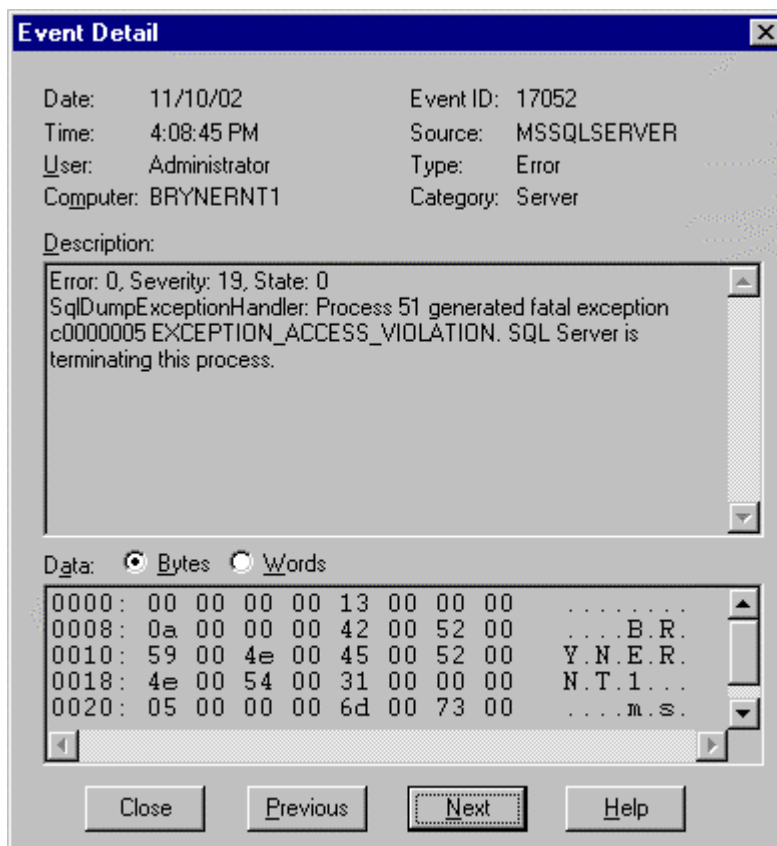 Event Detail
Date: 11/10/02 Event ID: 17052
Time: 4:08:45 PM Source: MSSQLSERVER
User: Administrator Type: Error
Computer: BRYNERNT1 Category: Server
Description:
Error: 0, Severity: 19, State: 0
SqlDumpExceptionHandler: Process 51 generated fatal exception
c0000005 EXCEPTION_ACCESS_VIOLATION. SQL Server is
terminating this process.
Data: Bytes Words
0000: 00 00 00 00 13 00 00 00 ........
0008: 0a 00 00 00 42 00 52 00 ....B.R.
0010: 59 00 4e 00 45 00 52 00 Y.N.E.R.
0018: 4e 00 54 00 31 00 00 00 N.T.1...
0020: 05 00 00 00 6d 00 73 00 ....m.s.
Close Previous Next Help